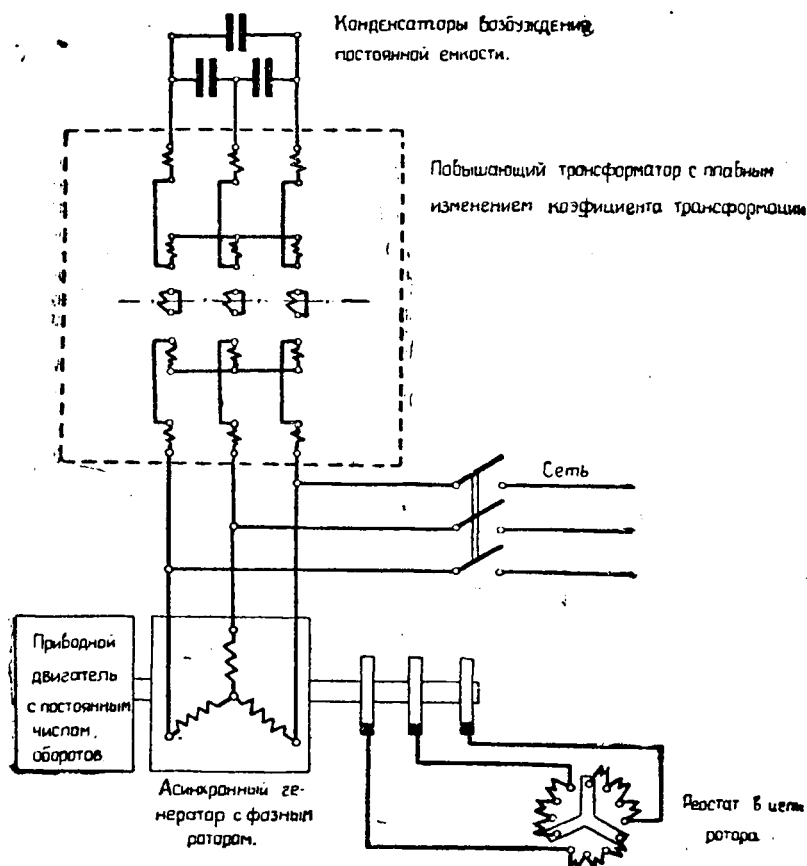 Конденсаторы возбуждения
постоянной емкости.
Повышающий трансформатор с плавным
изменением коэфициента трансформации
Сеть
Приводной
двигатель
с постоянным
числом
оборотов
Асинхронный ге-
нератор с фазным
ротором.
Реостат в цепи
ротора